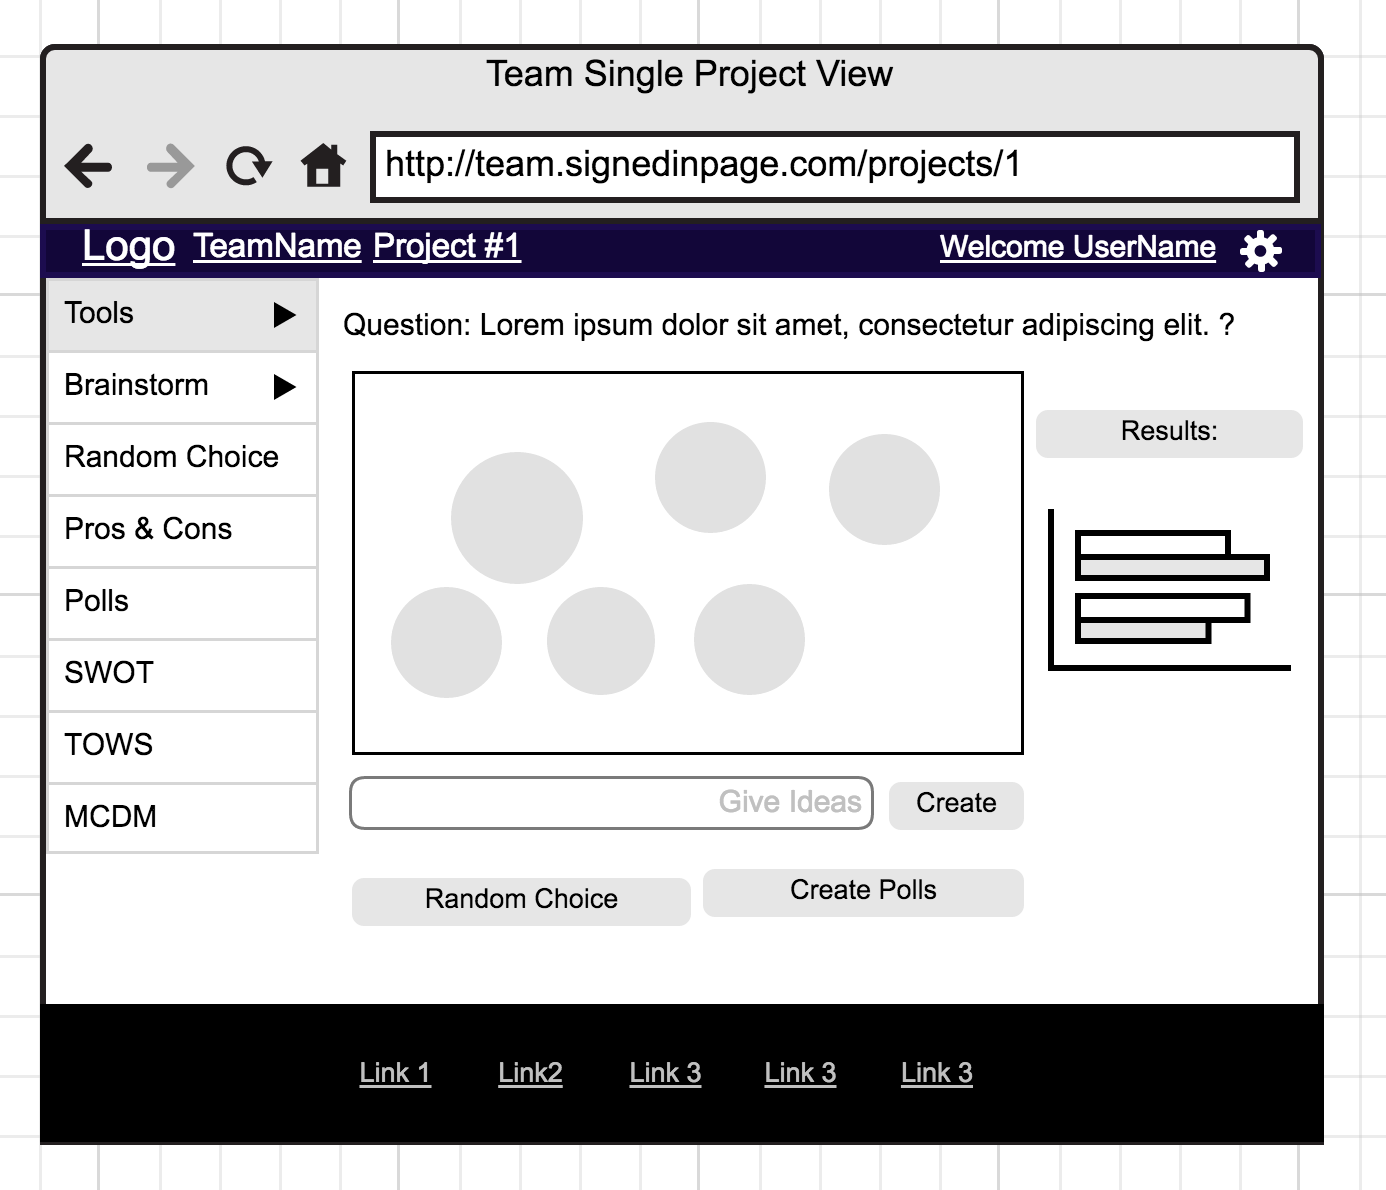 Team Single Project View
http://team.signedinpage.com/projects/1
Logo TeamName Project #1 Welcome UserName
Tools
Brainstorm
Random Choice
Pros & Cons
Polls
SWOT
TOWS
MCDM
Question: Lorem ipsum dolor sit amet, consectetur adipiscing elit. ?
Results:
Give Ideas
Create
Random Choice
Create Polls
Link 1 Link2 Link 3 Link 3 Link 3